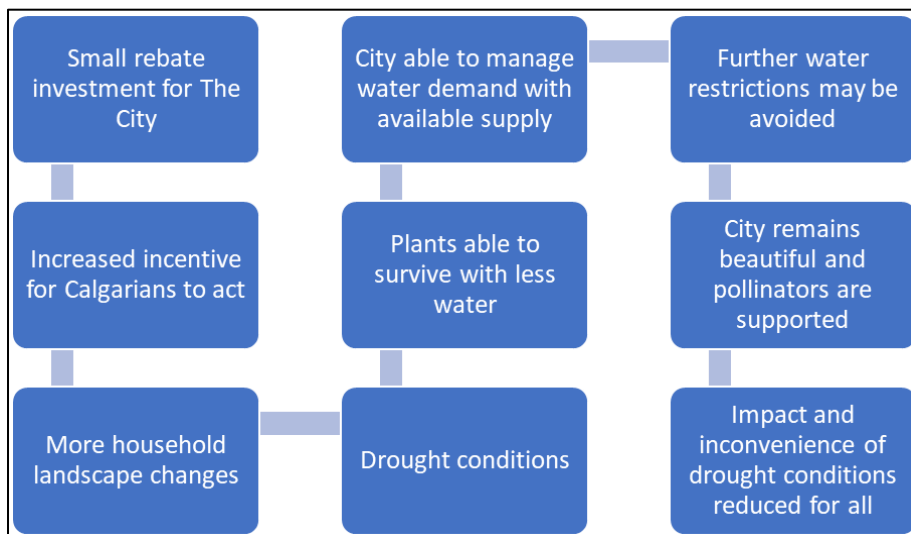 Small rebate
investment for The
City
Increased incentive
for Calgarians to act
More household
landscape changes
Drought conditions
Plants able to
survive with less
water
City able to manage
water demand with
available supply
Further water
restrictions may be
avoided
City remains
beautiful and
pollinators are
supported
Impact and
inconvenience of
drought conditions
reduced for all